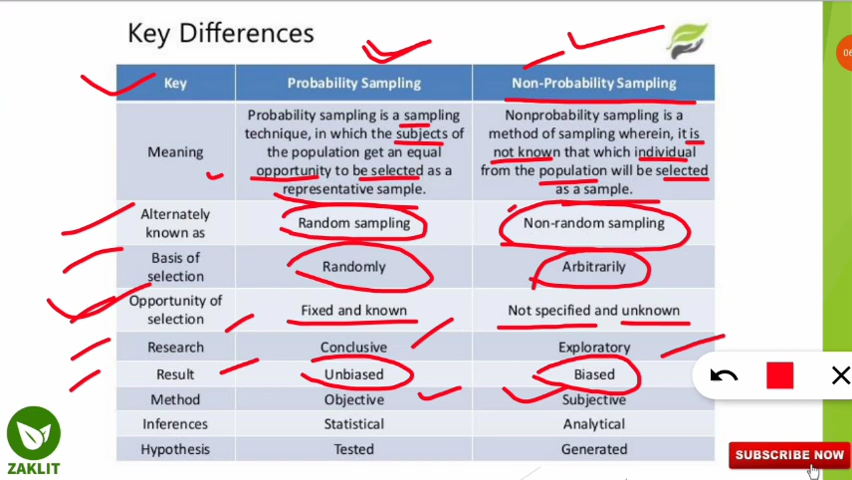 Key Differences
06
Key Probability Sampling Non-Probability Sampling
Meaning
Probability sampling is a sampling
technique, in which the subjects of
the population get an equal
opportunity to be selected as a
representative sample.
Nonprobability sampling is a
method of sampling wherein, it is
not known that which individual
from the population will be selected
as a sample.
Alternately
known as
Random sampling
Non-random sampling
Basis of
selection
Randomly
Arbitrarily
Opportunity of
selection
Fixed and known
Not specified and unknown
Research Conclusive Exploratory
Result Unbiased Biased
Method Objective Subjective
Inferences Statistical Analytical
Hypothesis Tested Generated
ZAKLIT
SUBSCRIBE NOW